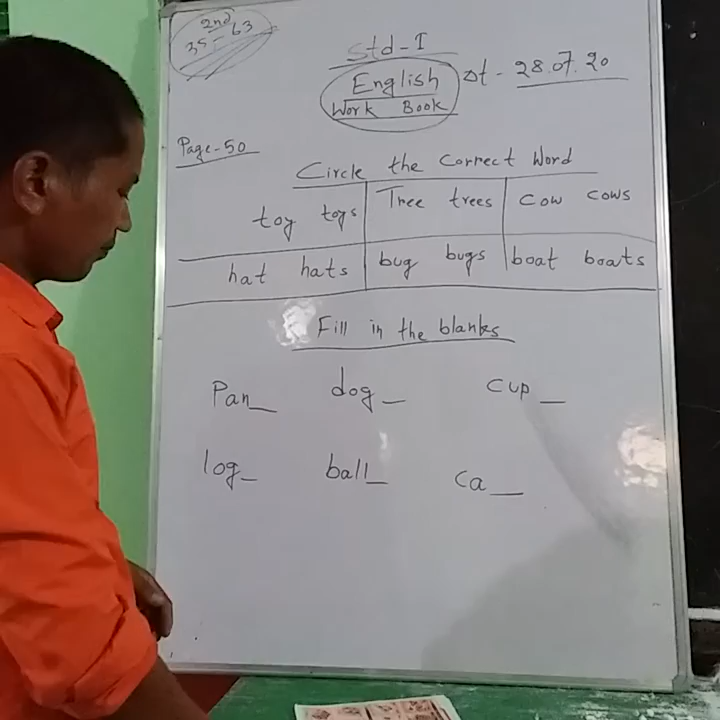 2nd
35 - 63
Std-I
English
Work Book
Dt - 28.07.20
Page-50
Circle the Correct Word
toy toys Tree trees cow cows
hat hats bug bugs boat boats
Fill in the blanks
Pan_ dog_ cup_
log_ ball_ ca_